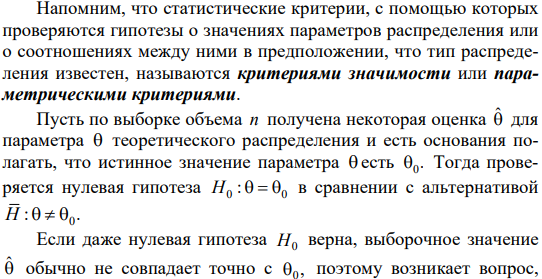 Напомним, что статистические критерии, с помощью которых
проверяются гипотезы о значениях параметров распределения или
о соотношениях между ними в предположении, что тип распреде-
ления известен, называются критериями значимости или пара-
метрическими критериями.
Пусть по выборке объема n получена некоторая оценка θ̂ для
параметра θ теоретического распределения и есть основания по-
лагать, что истинное значение параметра θ есть θ₀. Тогда прове-
ряется нулевая гипотеза H₀ : θ = θ₀ в сравнении с альтернативой
H̅ : θ ≠ θ₀.
Если даже нулевая гипотеза H₀ верна, выборочное значение
θ̂ обычно не совпадает точно с θ₀, поэтому возникает вопрос,